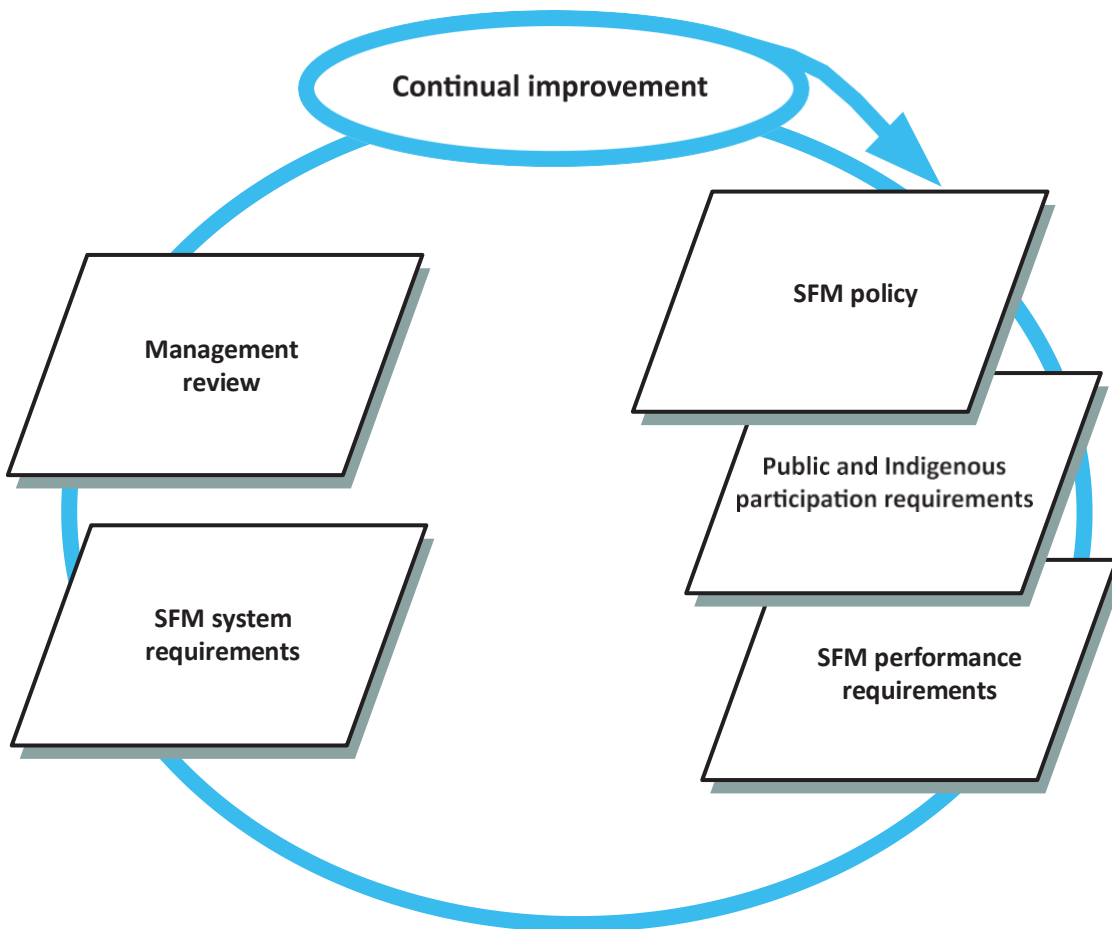 Continual improvement
SFM policy
Public and Indigenous
participation requirements
SFM performance
requirements
SFM system
requirements
Management
review